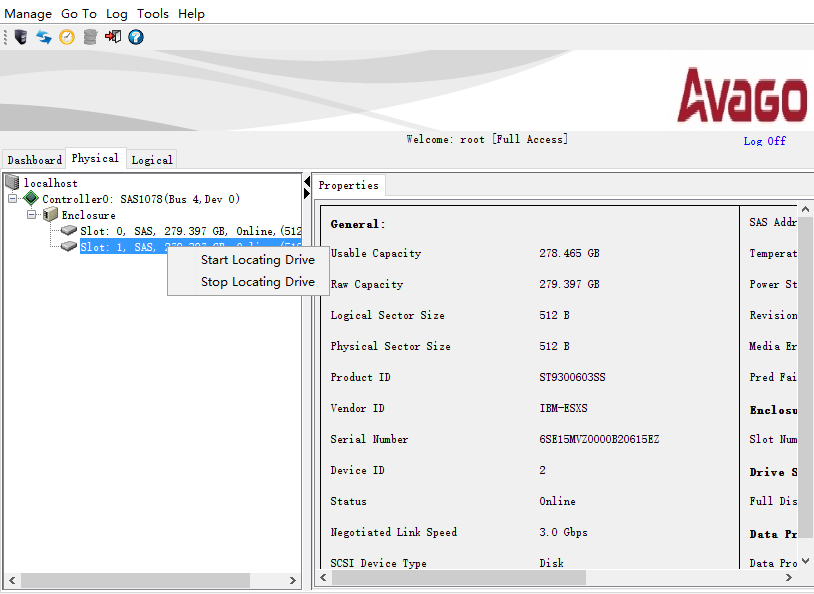 Manage Go To Log Tools Help
AVAGO
Welcome: root [Full Access]
Log Off
Dashboard Physical Logical
localhost
Controller0: SAS1078(Bus 4,Dev 0)
Enclosure
Slot: 0, SAS, 279.397 GB, Online,(512
Slot: 1, SAS,
Start Locating Drive
Stop Locating Drive
Properties
General:
Usable Capacity 278.465 GB
Raw Capacity 279.397 GB
Logical Sector Size 512 B
Physical Sector Size 512 B
Product ID ST9300603SS
Vendor ID IBM-ESXS
Serial Number 6SE15MVZ0000B20615EZ
Device ID 2
Status Online
Negotiated Link Speed 3.0 Gbps
SCSI Device Type Disk
SAS Addr
Temperat
Power St
Revision
Media Er
Pred Fai
Enclosu
Slot Num
Drive S
Full Dis
Data Pr
Data Pro